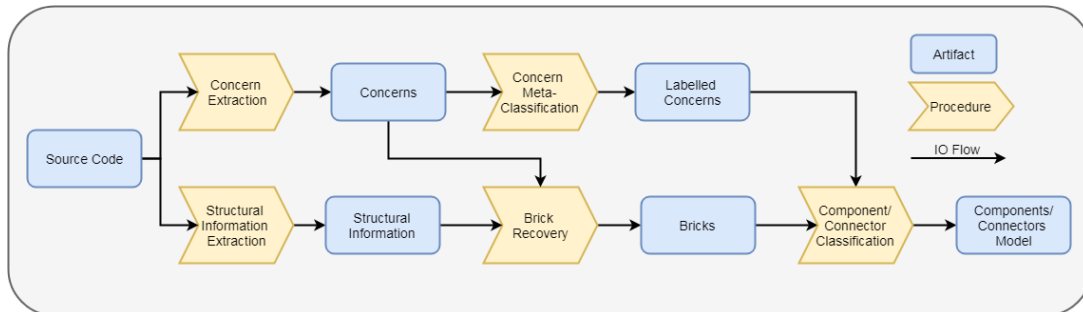 Concern
Extraction
Concerns
Concern
Meta-
Classification
Labelled
Concerns
Artifact
Procedure
IO Flow
Source Code
Structural
Information
Extraction
Structural
Information
Brick
Recovery
Bricks
Component/
Connector
Classification
Components/
Connectors
Model